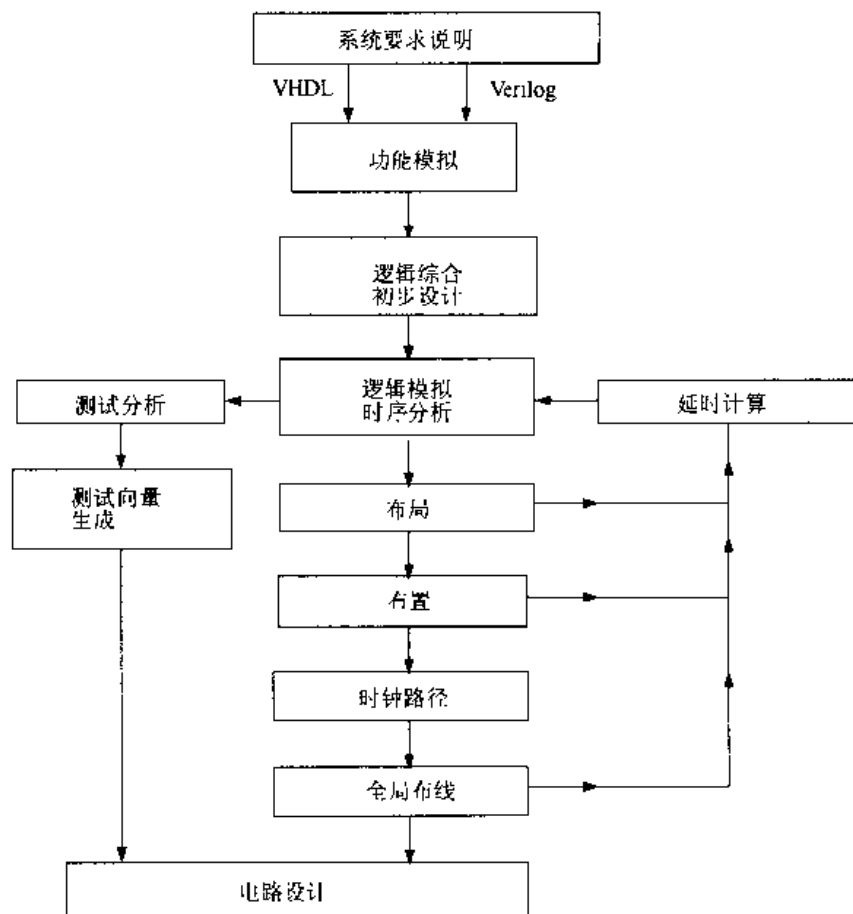 系统要求说明
VHDL
Verilog
功能模拟
逻辑综合
初步设计
测试分析
逻辑模拟
时序分析
延时计算
测试向量
生成
布局
布置
时钟路径
全局布线
电路设计